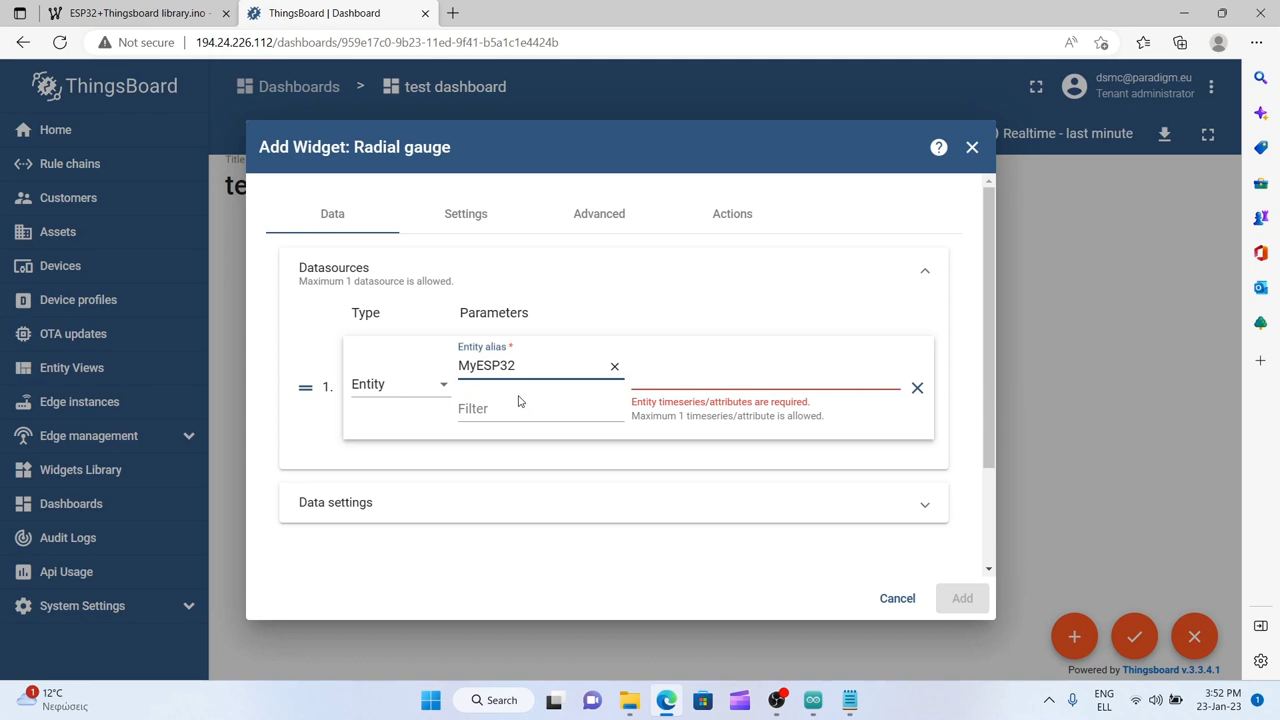 ESP32+Thingsboard library.ino -
ThingsBoard | Dashboard
Not secure
194.24.226.112/dashboards/959e17c0-9b23-11ed-9f41-b5a1c1e4424b
ThingsBoard
Dashboards > test dashboard
dsmc@paradigm.eu
Tenant administrator
Home
Rule chains
Customers
Assets
Devices
Device profiles
OTA updates
Entity Views
Edge instances
Edge management
Widgets Library
Dashboards
Audit Logs
Api Usage
System Settings
Realtime - last minute
Title
te
Add Widget: Radial gauge
Data
Settings
Advanced
Actions
Datasources
Maximum 1 datasource is allowed.
Type
Parameters
1.
Entity
Entity alias *
MyESP32
Filter
Entity timeseries/attributes are required.
Maximum 1 timeseries/attribute is allowed.
Data settings
Cancel
Add
Powered by Thingsboard v.3.3.4.1
1
12°C
Νεφώσεις
Search
ENG
ΕLL
3:52 PM
23-Jan-23
1